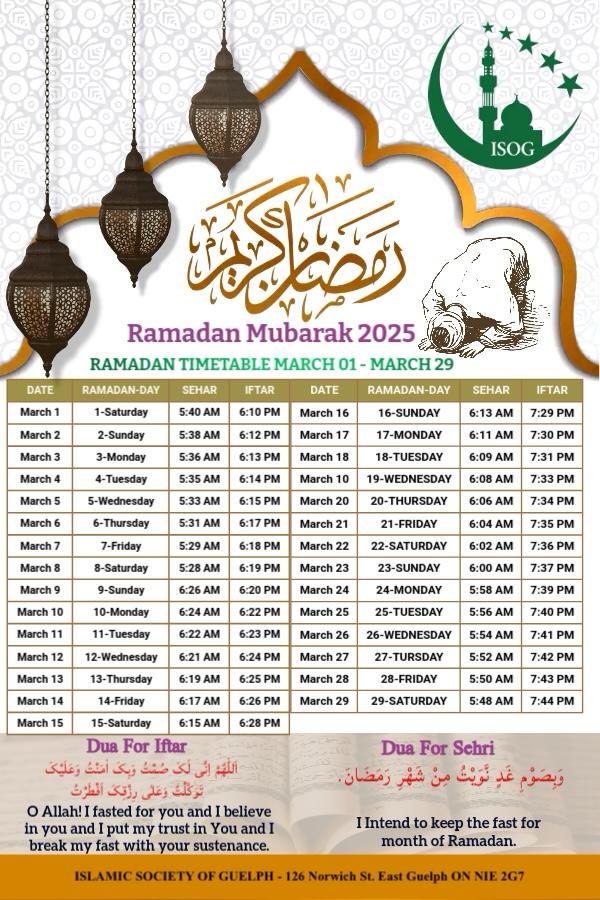 ISOG
رمضان كريم
Ramadan Mubarak 2025
RAMADAN TIMETABLE MARCH 01 - MARCH 29
DATE RAMADAN-DAY SEHAR IFTAR DATE RAMADAN-DAY SEHAR IFTAR
March 1 1-Saturday 5:40 AM 6:10 PM March 16 16-SUNDAY 6:13 AM 7:29 PM
March 2 2-Sunday 5:38 AM 6:12 PM March 17 17-MONDAY 6:11 AM 7:30 PM
March 3 3-Monday 5:36 AM 6:13 PM March 18 18-TUESDAY 6:09 AM 7:31 PM
March 4 4-Tuesday 5:35 AM 6:14 PM March 10 19-WEDNESDAY 6:08 AM 7:33 PM
March 5 5-Wednesday 5:33 AM 6:15 PM March 20 20-THURSDAY 6:06 AM 7:34 PM
March 6 6-Thursday 5:31 AM 6:17 PM March 21 21-FRIDAY 6:04 AM 7:35 PM
March 7 7-Friday 5:29 AM 6:18 PM March 22 22-SATURDAY 6:02 AM 7:36 PM
March 8 8-Saturday 5:28 AM 6:19 PM March 23 23-SUNDAY 6:00 AM 7:37 PM
March 9 9-Sunday 6:26 AM 6:20 PM March 24 24-MONDAY 5:58 AM 7:39 PM
March 10 10-Monday 6:24 AM 6:22 PM March 25 25-TUESDAY 5:56 AM 7:40 PM
March 11 11-Tuesday 6:22 AM 6:23 PM March 26 26-WEDNESDAY 5:54 AM 7:41 PM
March 12 12-Wednesday 6:21 AM 6:24 PM March 27 27-TURSDAY 5:52 AM 7:42 PM
March 13 13-Thursday 6:19 AM 6:25 PM March 28 28-FRIDAY 5:50 AM 7:43 PM
March 14 14-Friday 6:17 AM 6:26 PM March 29 29-SATURDAY 5:48 AM 7:44 PM
March 15 15-Saturday 6:15 AM 6:28 PM
Dua For Iftar
اَللّٰهُمَّ اِنِّی لَکَ صُمْتُ وَبِکَ اٰمَنْتُ وَعَلَيْکَ
تَوَکَّلْتُ وَعَلٰی رِزْقِکَ اَفْطَرْتُ
O Allah! I fasted for you and I believe
in you and I put my trust in You and I
break my fast with your sustenance.
Dua For Sehri
وَبِصَوْمِ غَدٍ نَّوَيْتُ مِنْ شَهْرِ رَمَضَانَ.
I Intend to keep the fast for
month of Ramadan.
ISLAMIC SOCIETY OF GUELPH - 126 Norwich St. East Guelph ON NIE 2G7